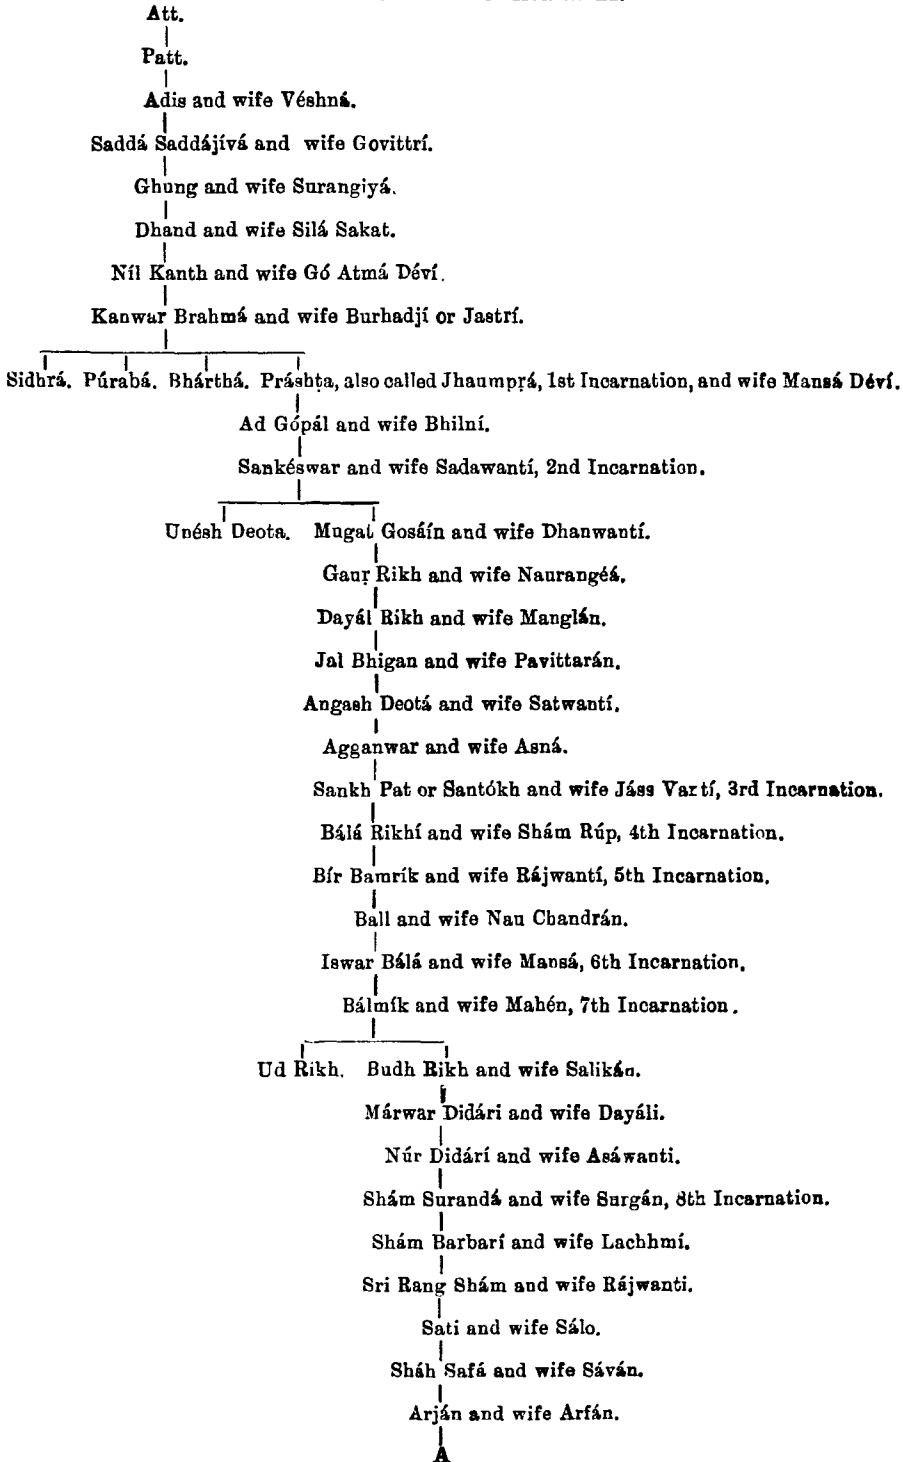 Att.
Patt.
Adis and wife Véshná.
Saddá Saddájívá and wife Govittrí.
Ghung and wife Surangiyá.
Dhand and wife Silá Sakat.
Níl Kanth and wife Gó Atmá Déví.
Kanwar Brahmá and wife Burhadjí or Jastrí.
Sidhrá. Púrabá. Bhárthá. Práshṭa, also called Jhaumpṛá, 1st Incarnation, and wife Mansá Déví.
Ad Gópál and wife Bhilní.
Sankéswar and wife Sadawantí, 2nd Incarnation.
Unésh Deota. Mugat Gosáín and wife Dhanwantí.
Gauṛ Rikh and wife Naurangéá.
Dayál Rikh and wife Manglán.
Jal Bhigan and wife Pavittarán.
Angash Deotá and wife Satwantí.
Agganwar and wife Asná.
Sankh Pat or Santókh and wife Jáss Vartí, 3rd Incarnation.
Bálá Rikhí and wife Shám Rúp, 4th Incarnation.
Bír Bamrík and wife Rájwantí, 5th Incarnation.
Ball and wife Nau Chandrán.
Iswar Bálá and wife Mansá, 6th Incarnation.
Bálmík and wife Mahén, 7th Incarnation.
Ud Rikh. Budh Rikh and wife Salikán.
Márwar Didári and wife Dayáli.
Núr Didárí and wife Asáwanti.
Shám Surandá and wife Surgán, 8th Incarnation.
Shám Barbarí and wife Lachhmí.
Sri Rang Shám and wife Rájwanti.
Sati and wife Sálo.
Sháh Safá and wife Sáván.
Arján and wife Arfán.
A